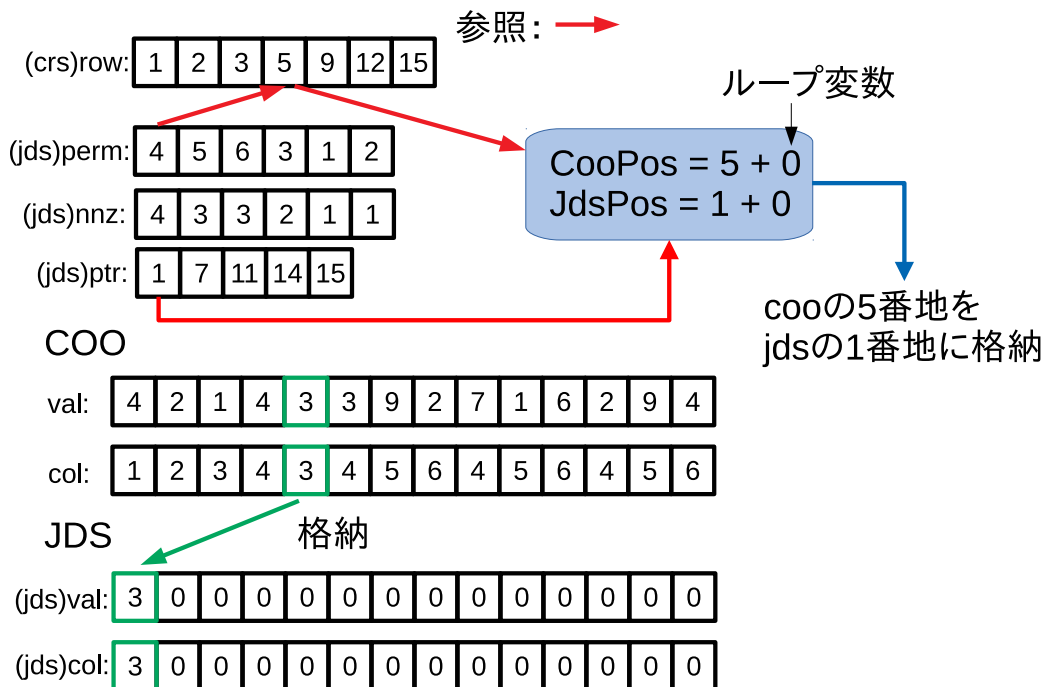 参照:
(crs)row: 1 2 3 5 9 12 15
ループ変数
(jds)perm: 4 5 6 3 1 2
CooPos = 5 + 0
JdsPos = 1 + 0
(jds)nnz: 4 3 3 2 1 1
(jds)ptr: 1 7 11 14 15
cooの5番地を
jdsの1番地に格納
COO
val: 4 2 1 4 3 3 9 2 7 1 6 2 9 4
col: 1 2 3 4 3 4 5 6 4 5 6 4 5 6
格納
JDS
(jds)val: 3 0 0 0 0 0 0 0 0 0 0 0 0 0
(jds)col: 3 0 0 0 0 0 0 0 0 0 0 0 0 0